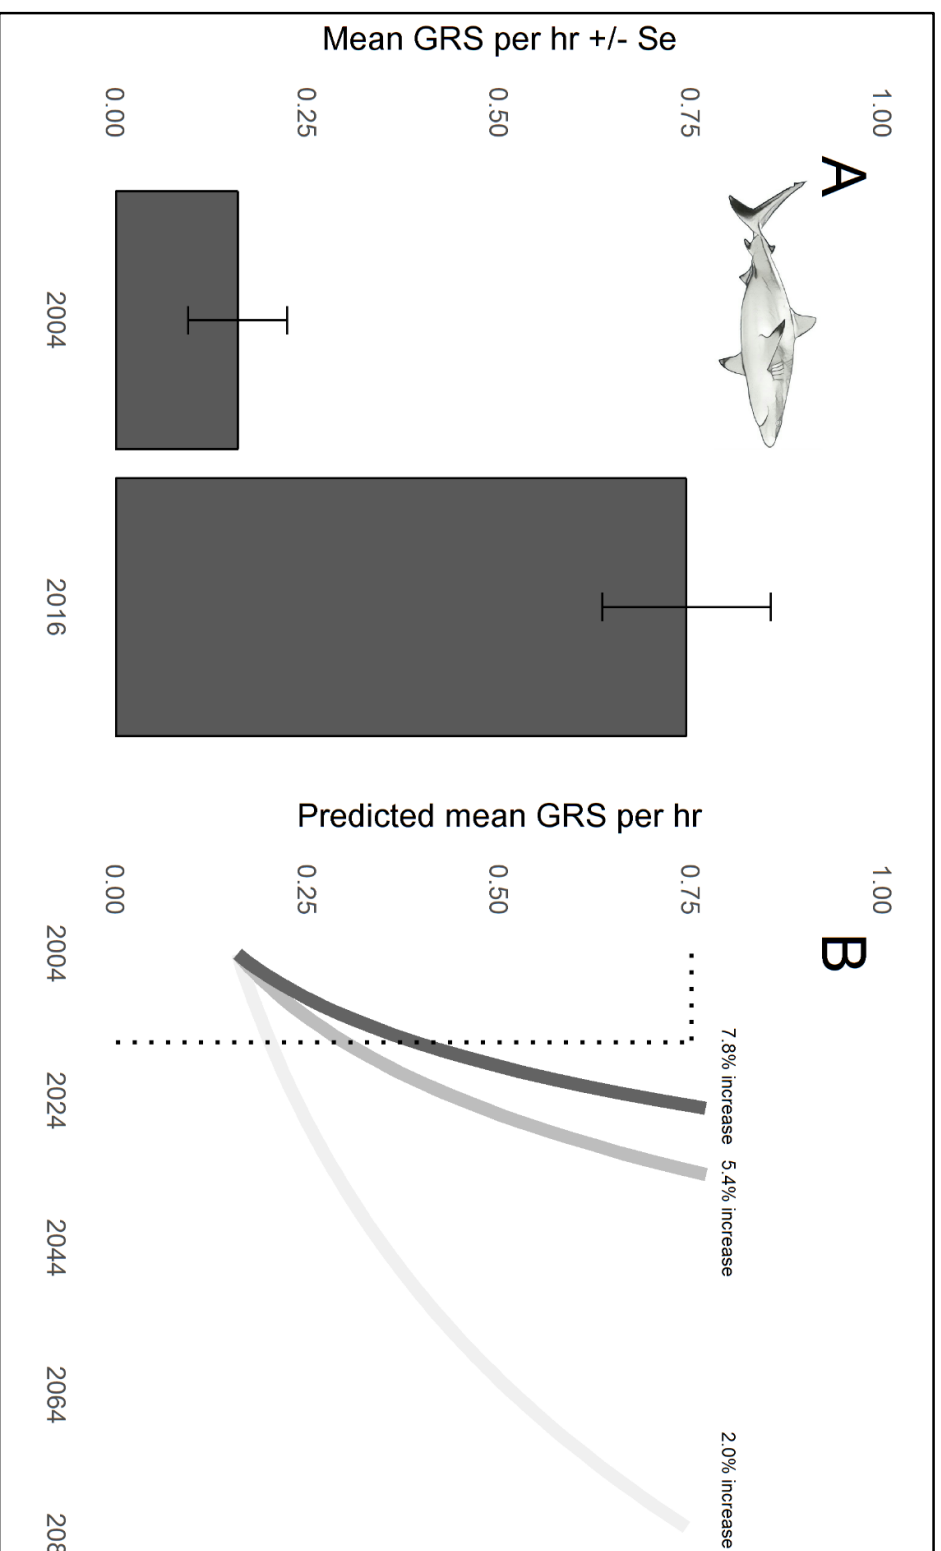 Mean GRS per hr +/- Se
1.00
0.75
0.50
0.25
0.00
A
2004
2016
Predicted mean GRS per hr
1.00
0.75
0.50
0.25
0.00
B
7.8% increase
5.4% increase
2.0% increase
2004
2024
2044
2064